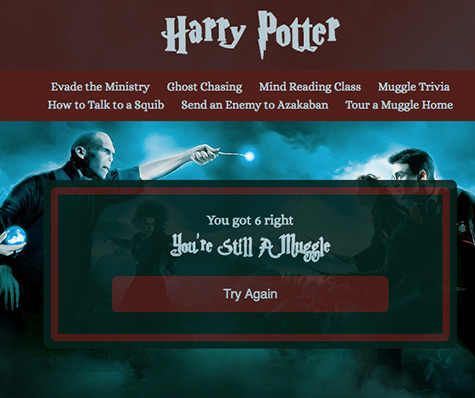 Harry Potter
Evade the Ministry Ghost Chasing Mind Reading Class Muggle Trivia
How to Talk to a Squib Send an Enemy to Azakaban Tour a Muggle Home
You got 6 right
You're Still A Muggle
Try Again